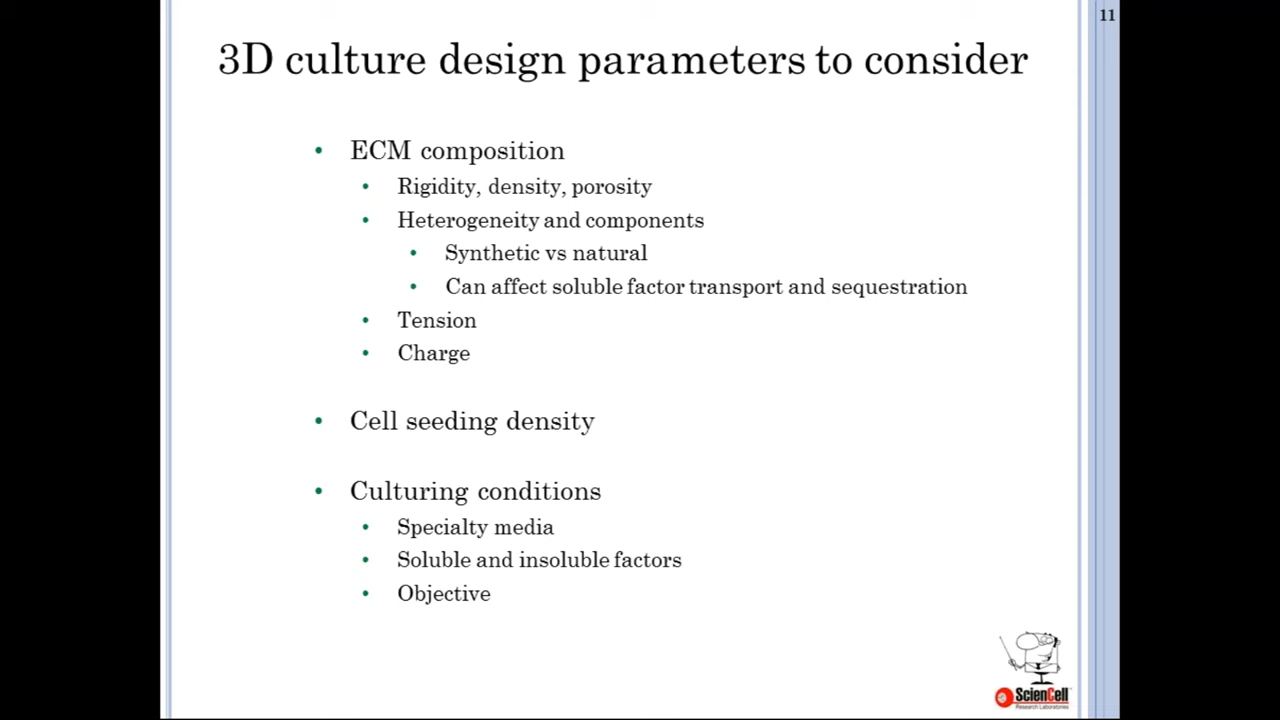 11
3D culture design parameters to consider
• ECM composition
• Rigidity, density, porosity
• Heterogeneity and components
• Synthetic vs natural
• Can affect soluble factor transport and sequestration
• Tension
• Charge
• Cell seeding density
• Culturing conditions
• Specialty media
• Soluble and insoluble factors
• Objective
ScienCell
Research Laboratories